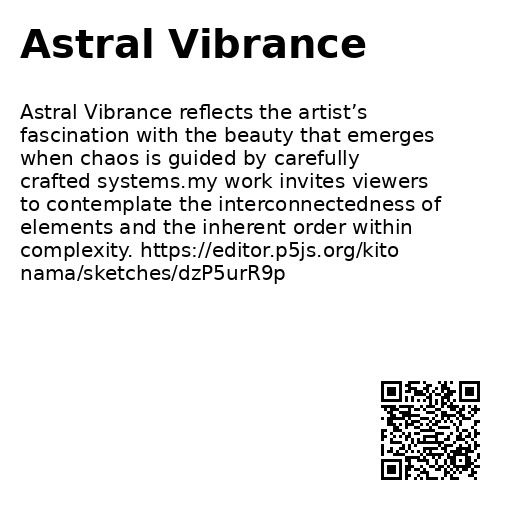 Astral Vibrance
Astral Vibrance reflects the artist’s
fascination with the beauty that emerges
when chaos is guided by carefully
crafted systems.my work invites viewers
to contemplate the interconnectedness of
elements and the inherent order within
complexity. https://editor.p5js.org/kito
nama/sketches/dzP5urR9p